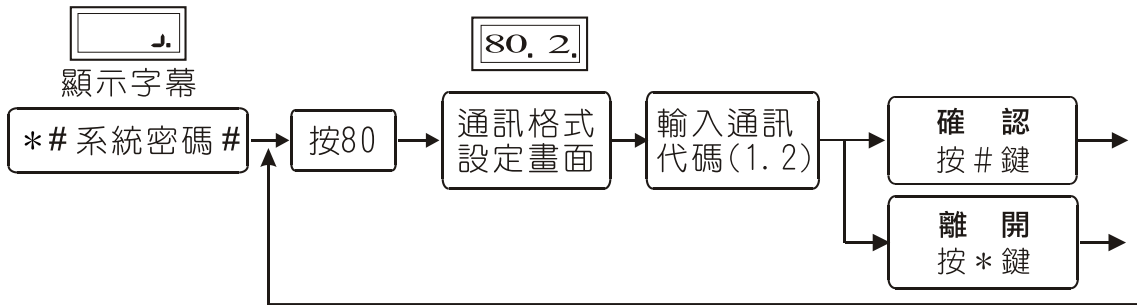 顯示字幕
*#系統密碼#
按80
80. 2.
通訊格式
設定畫面
輸入通訊
代碼(1.2)
確 認
按#鍵
離 開
按*鍵